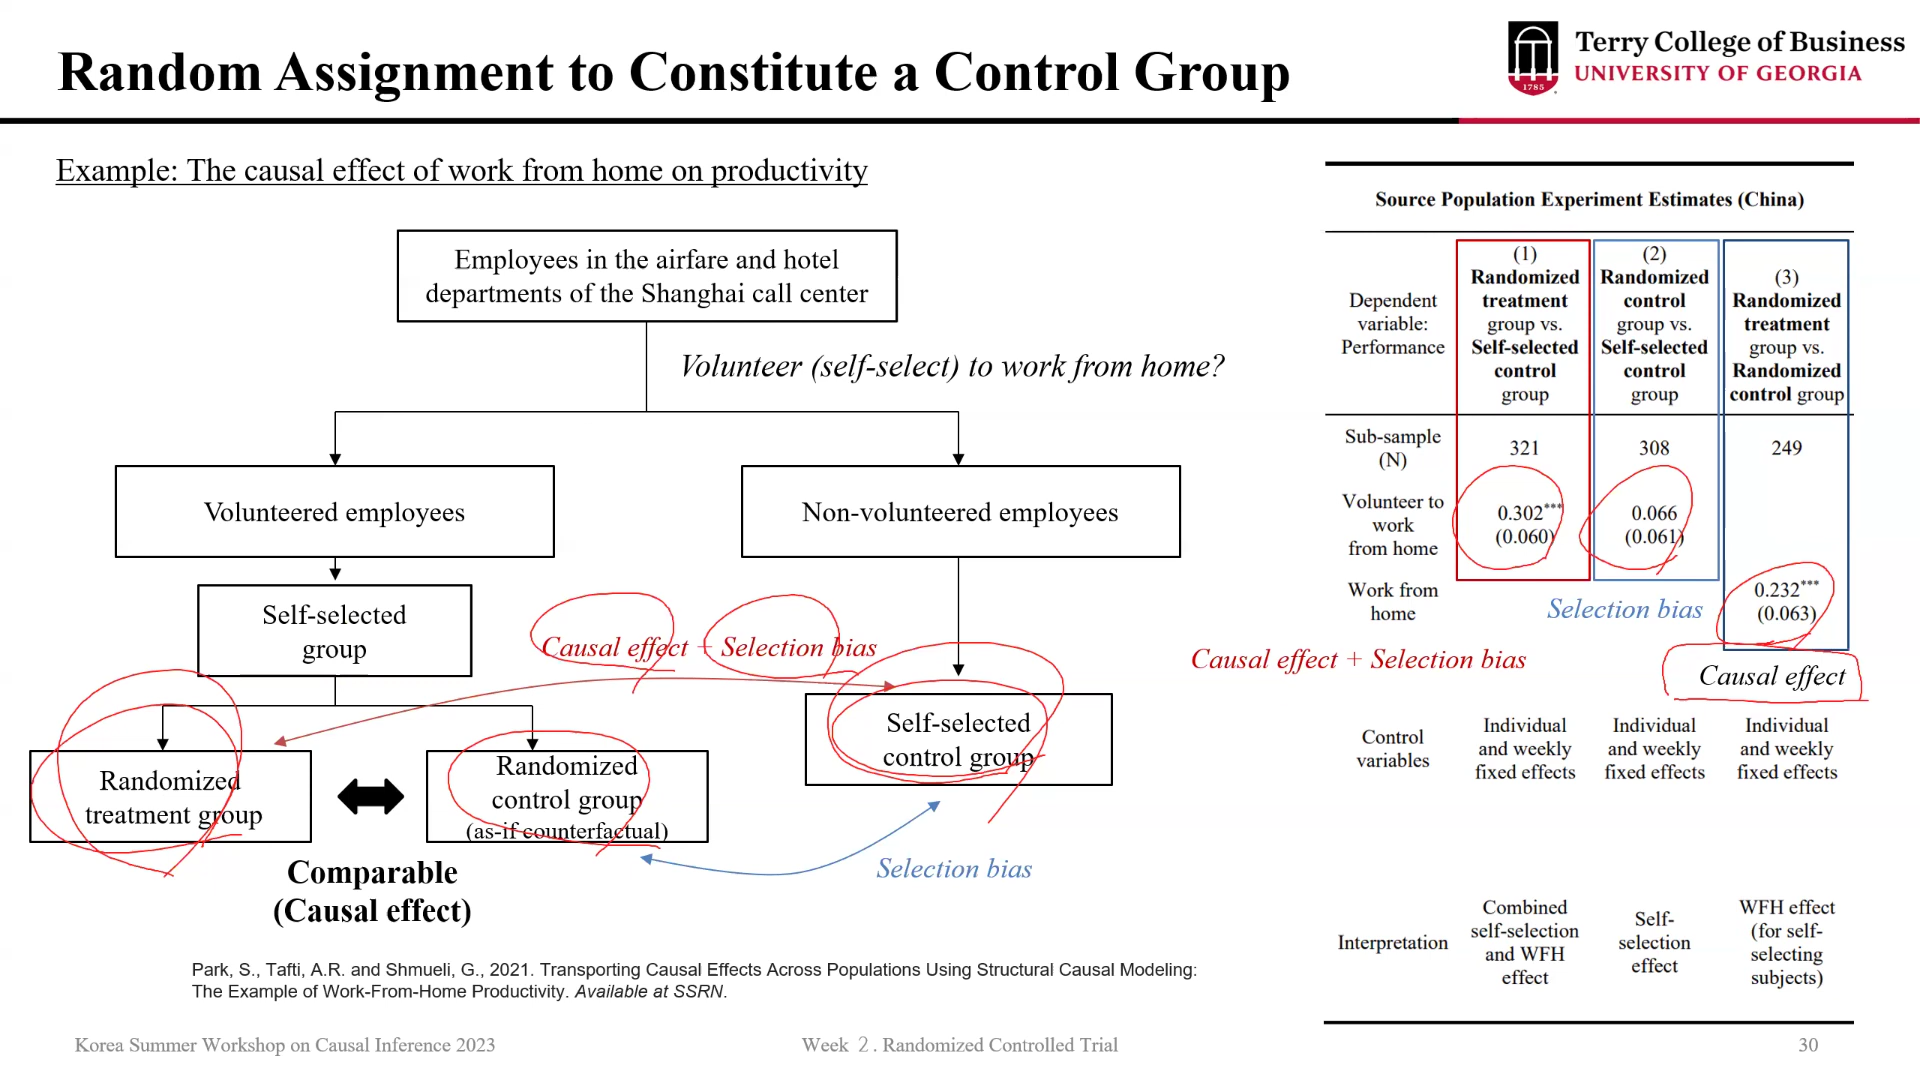 Random Assignment to Constitute a Control Group
Terry College of Business
UNIVERSITY OF GEORGIA
1785
Example: The causal effect of work from home on productivity
Employees in the airfare and hotel
departments of the Shanghai call center
Volunteer (self-select) to work from home?
Volunteered employees
Non-volunteered employees
Self-selected
group
Causal effect + Selection bias
Self-selected
control group
Randomized
treatment group
Randomized
control group
(as-if counterfactual)
Comparable
(Causal effect)
Selection bias
Park, S., Tafti, A.R. and Shmueli, G., 2021. Transporting Causal Effects Across Populations Using Structural Causal Modeling:
The Example of Work-From-Home Productivity. Available at SSRN.
Source Population Experiment Estimates (China)
Dependent
variable:
Performance
(1)
Randomized
treatment
group vs.
Self-selected
control
group
(2)
Randomized
control
group vs.
Self-selected
control
group
(3)
Randomized
treatment
group vs.
Randomized
control group
Sub-sample
(N)
321
308
249
Volunteer to
work
from home
0.302***
(0.060)
0.066
(0.061)
Work from
home
0.232***
(0.063)
Selection bias
Causal effect + Selection bias
Causal effect
Control
variables
Individual
and weekly
fixed effects
Individual
and weekly
fixed effects
Individual
and weekly
fixed effects
Interpretation
Combined
self-selection
and WFH
effect
Self-
selection
effect
WFH effect
(for self-
selecting
subjects)
Korea Summer Workshop on Causal Inference 2023
Week 2. Randomized Controlled Trial
30